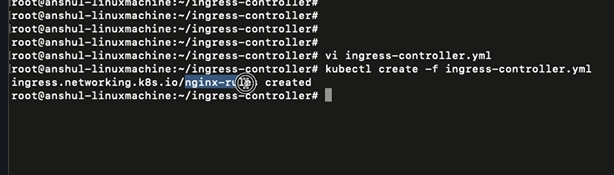 root@anshul-linuxmachine:~/ingress-controller#
root@anshul-linuxmachine:~/ingress-controller#
root@anshul-linuxmachine:~/ingress-controller#
root@anshul-linuxmachine:~/ingress-controller#
root@anshul-linuxmachine:~/ingress-controller# vi ingress-controller.yml
root@anshul-linuxmachine:~/ingress-controller# kubectl create -f ingress-controller.yml
ingress.networking.k8s.io/ created
root@anshul-linuxmachine:~/ingress-controller#